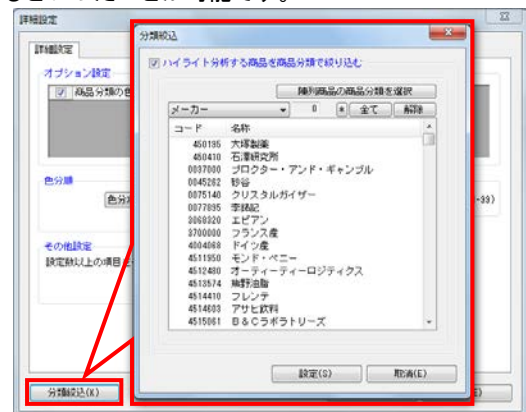 詳細設定
詳細設定
オプション設定
商品分類の色
色分順
その他設定
設定数以上の項目
分類絞込(K)
分類絞込
ハイライト分析する商品を商品分類で絞り込む
陳列商品の商品分類を選択
メーカー 0 * 全て 解除
コード 名称
450195 大塚製薬
450410 石澤研究所
0037000 プロクター・アンド・ギャンブル
0045262 紗谷
0075140 クリスタルガイザー
0077895 李錦記
3068320 エビアン
3700000 フランス産
4004068 ドイツ産
4511950 モンド・ペニー
4512480 オーティーティーロジティクス
4513574 熊野油脂
4514410 フレンテ
4514603 アサヒ飲料
4515061 B&Cラボラトリーズ
設定(S) 取消(E)
-99)